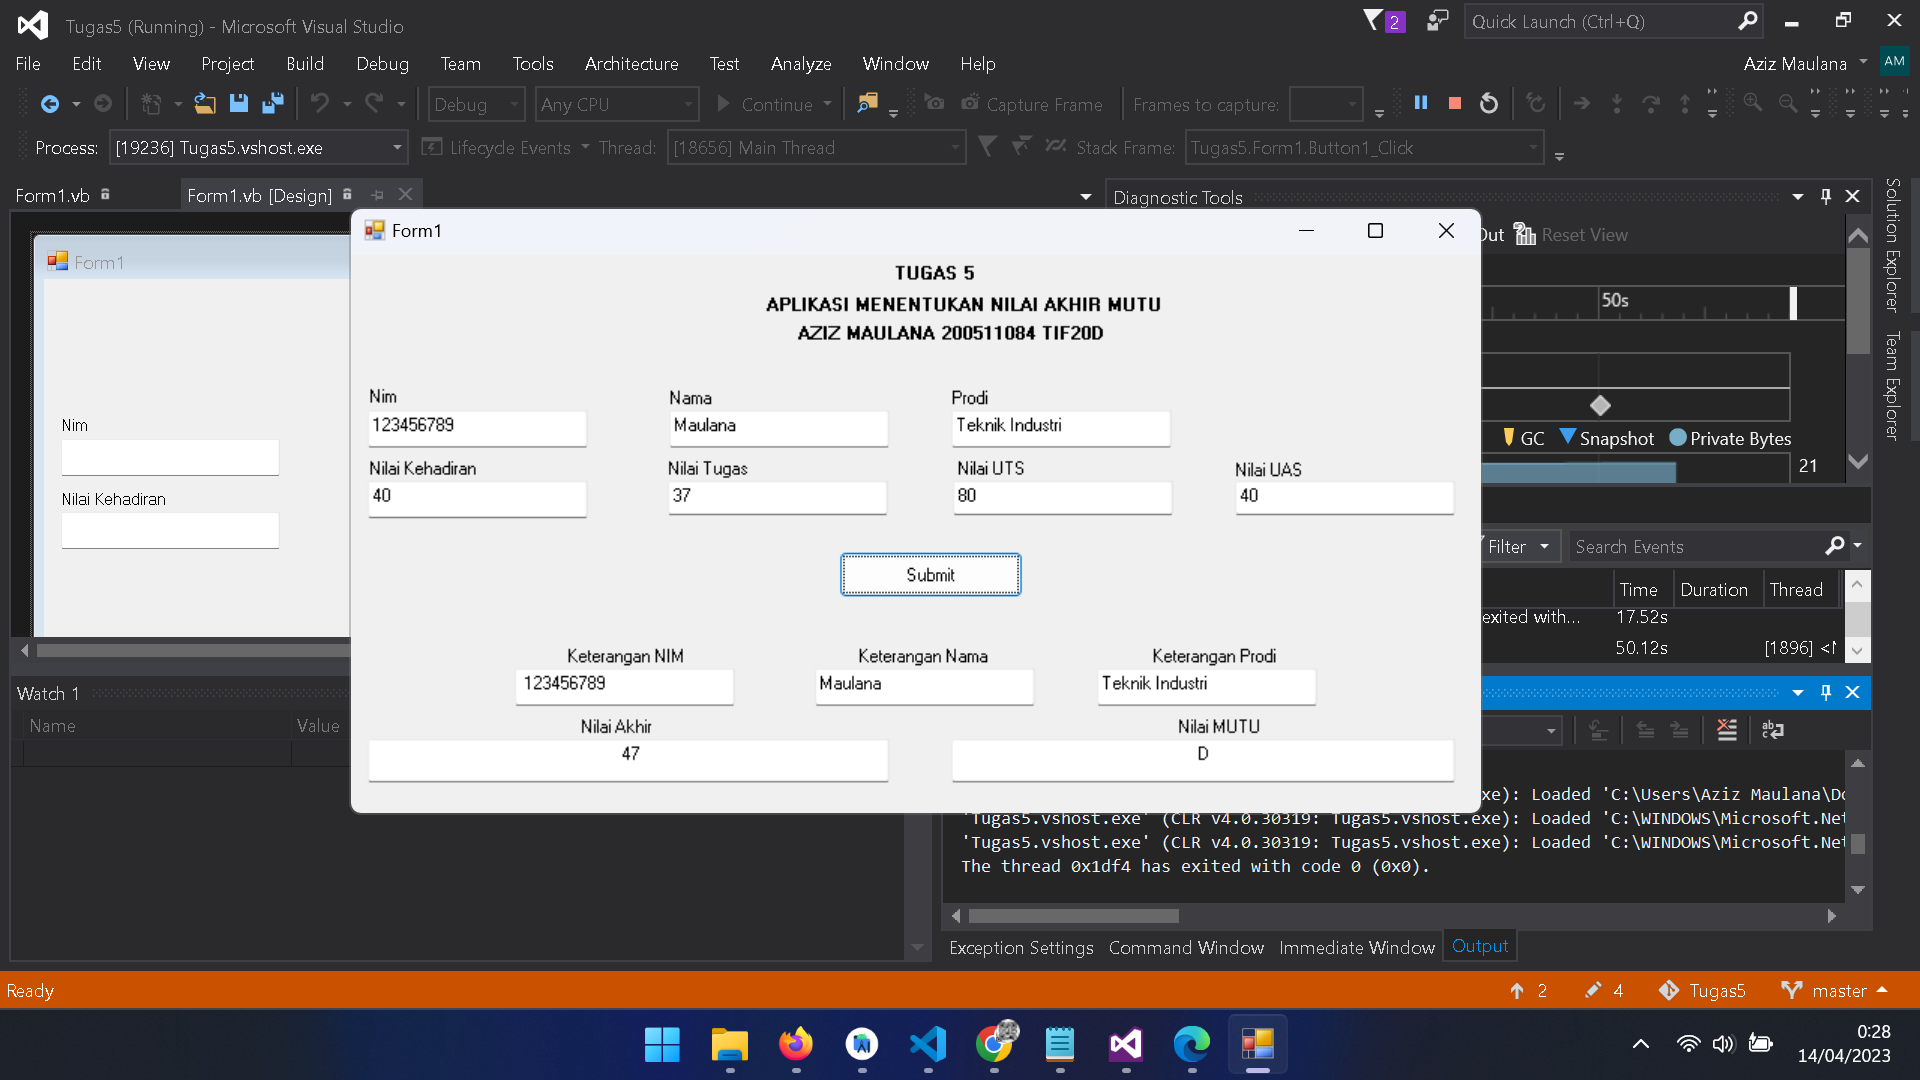 Tugas5 (Running) - Microsoft Visual Studio
2
Quick Launch (Ctrl+Q)
File Edit View Project Build Debug Team Tools Architecture Test Analyze Window Help
Aziz Maulana AM
Debug Any CPU Continue Capture Frame Frames to capture:
Process: [19236] Tugas5.vshost.exe Lifecycle Events Thread: [18656] Main Thread Stack Frame: Tugas5.Form1.Button1_Click
Form1.vb Form1.vb [Design]
Diagnostic Tools
Solution Explorer
Team Explorer
Form1
Nim
Nilai Kehadiran
Form1
TUGAS 5
APLIKASI MENENTUKAN NILAI AKHIR MUTU
AZIZ MAULANA 200511084 TIF20D
Nim Nama Prodi
123456789 Maulana Teknik Industri
Nilai Kehadiran Nilai Tugas Nilai UTS Nilai UAS
40 37 80 40
Submit
Keterangan NIM Keterangan Nama Keterangan Prodi
123456789 Maulana Teknik Industri
Nilai Akhir Nilai MUTU
47 D
Out Reset View
50s
GC Snapshot Private Bytes
21
Filter Search Events
Time Duration Thread
exited with... 17.52s
50.12s [1896] <
Watch 1
Name Value
xe): Loaded 'C:\Users\Aziz Maulana\Do
'Tugas5.vshost.exe' (CLR v4.0.30319: Tugas5.vshost.exe): Loaded 'C:\WINDOWS\Microsoft.Net
'Tugas5.vshost.exe' (CLR v4.0.30319: Tugas5.vshost.exe): Loaded 'C:\WINDOWS\Microsoft.Net
The thread 0x1df4 has exited with code 0 (0x0).
Exception Settings Command Window Immediate Window Output
Ready
2 4 Tugas5 master
0:28
14/04/2023